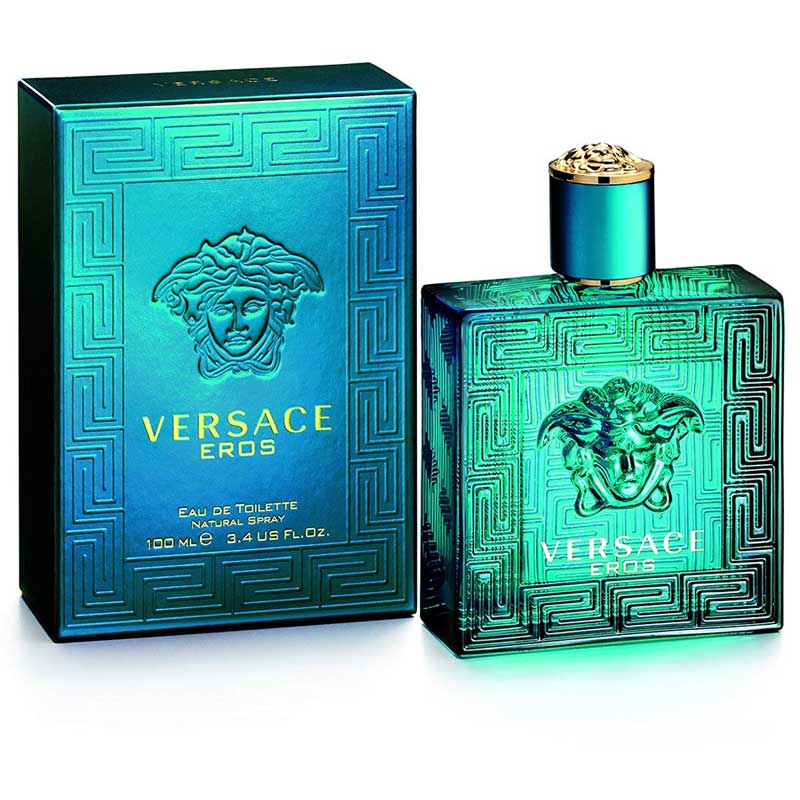 VERSACE
VERSACE
EROS
EAU DE TOILETTE
NATURAL SPRAY
100 ML ℮ 3.4 US FL.OZ.
VERSACE
EROS